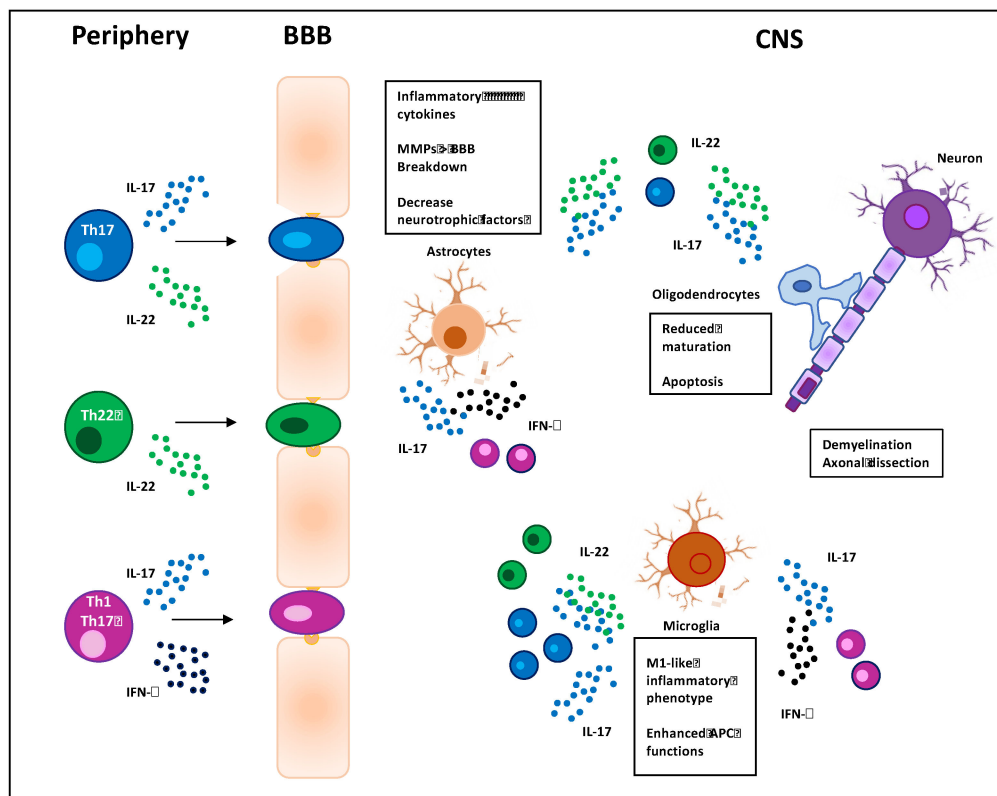 Periphery
BBB
CNS
IL-17
Th17
IL-22
Th22
IL-22
IL-17
Th1
Th17
IFN-□
Inflammatory
cytokines
MMPs > BBB
Breakdown
Decrease
neurotrophic factors
Astrocytes
IL-17
IFN-□
IL-22
IL-17
Neuron
Oligodendrocytes
Reduced
maturation
Apoptosis
Demyelination
Axonal dissection
IL-22
IL-17
Microglia
M1-like
inflammatory
phenotype
Enhanced APC
functions
IL-17
IFN-□